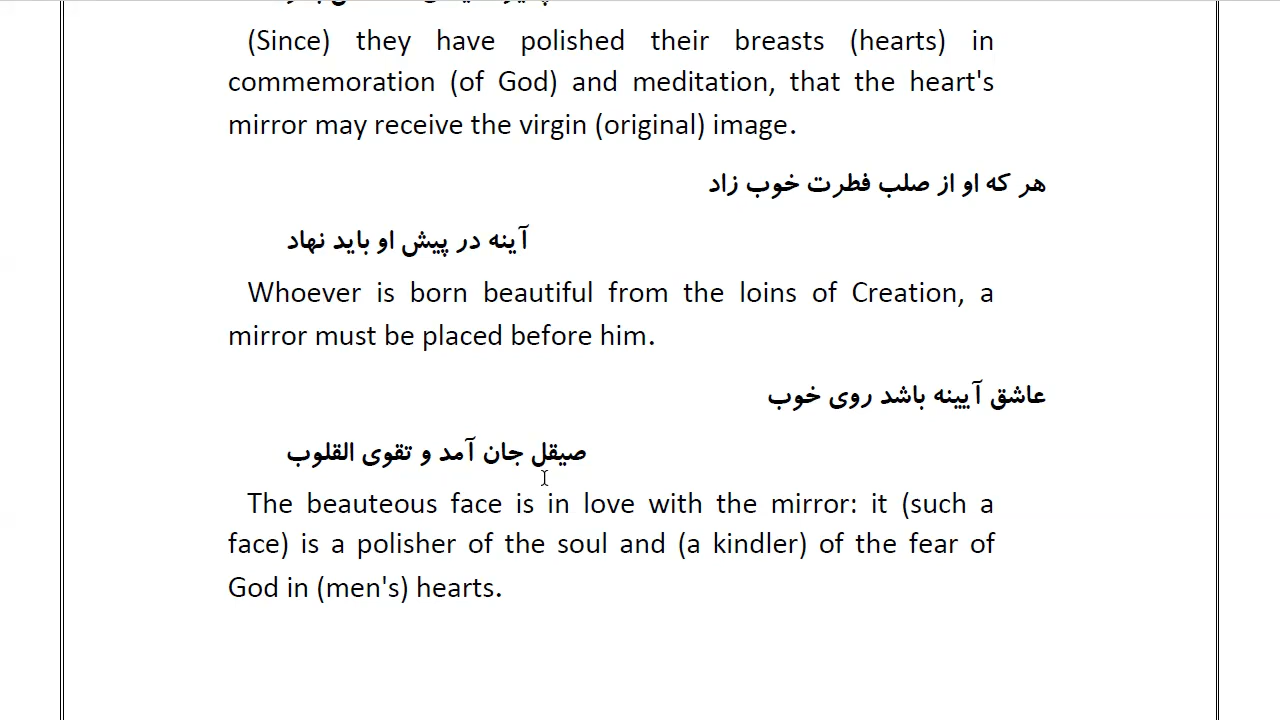 (Since) they have polished their breasts (hearts) in
commemoration (of God) and meditation, that the heart's
mirror may receive the virgin (original) image.
هر که او از صلب فطرت خوب زاد
آینه در پیش او باید نهاد
Whoever is born beautiful from the loins of Creation, a
mirror must be placed before him.
عاشق آیینه باشد روی خوب
صیقل جان آمد و تقوی القلوب
The beauteous face is in love with the mirror: it (such a
face) is a polisher of the soul and (a kindler) of the fear of
God in (men's) hearts.